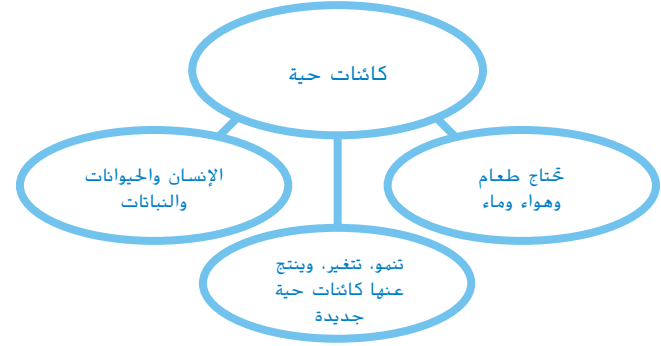 كائنات حية
تحتاج طعام
وهواء وماء
الإنسان والحيوانات
والنباتات
تنمو، تتغير، وينتج
عنها كائنات حية
جديدة